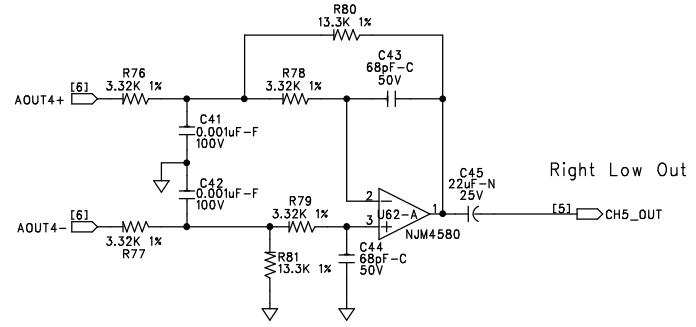 R80
13.3K 1%
C43
68pF-C
50V
R76
3.32K 1%
R78
3.32K 1%
[6]
AOUT4+
C41
0.001uF-F
100V
C42
0.001uF-F
100V
C45
22uF-N
25V
Right Low Out
R79
3.32K 1%
2
U62-A
1
3
NJM4580
[5]
CH5_OUT
[6]
AOUT4-
3.32K 1%
R77
R81
13.3K 1%
C44
68pF-C
50V